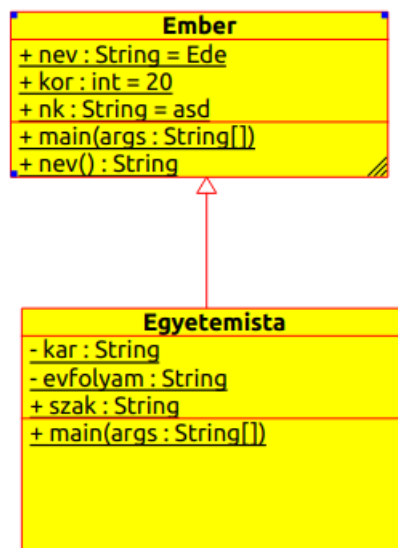 Ember
+ nev : String = Ede
+ kor : int = 20
+ nk : String = asd
+ main(args : String[])
+ nev() : String
Egyetemista
- kar : String
- evfolyam : String
+ szak : String
+ main(args : String[])